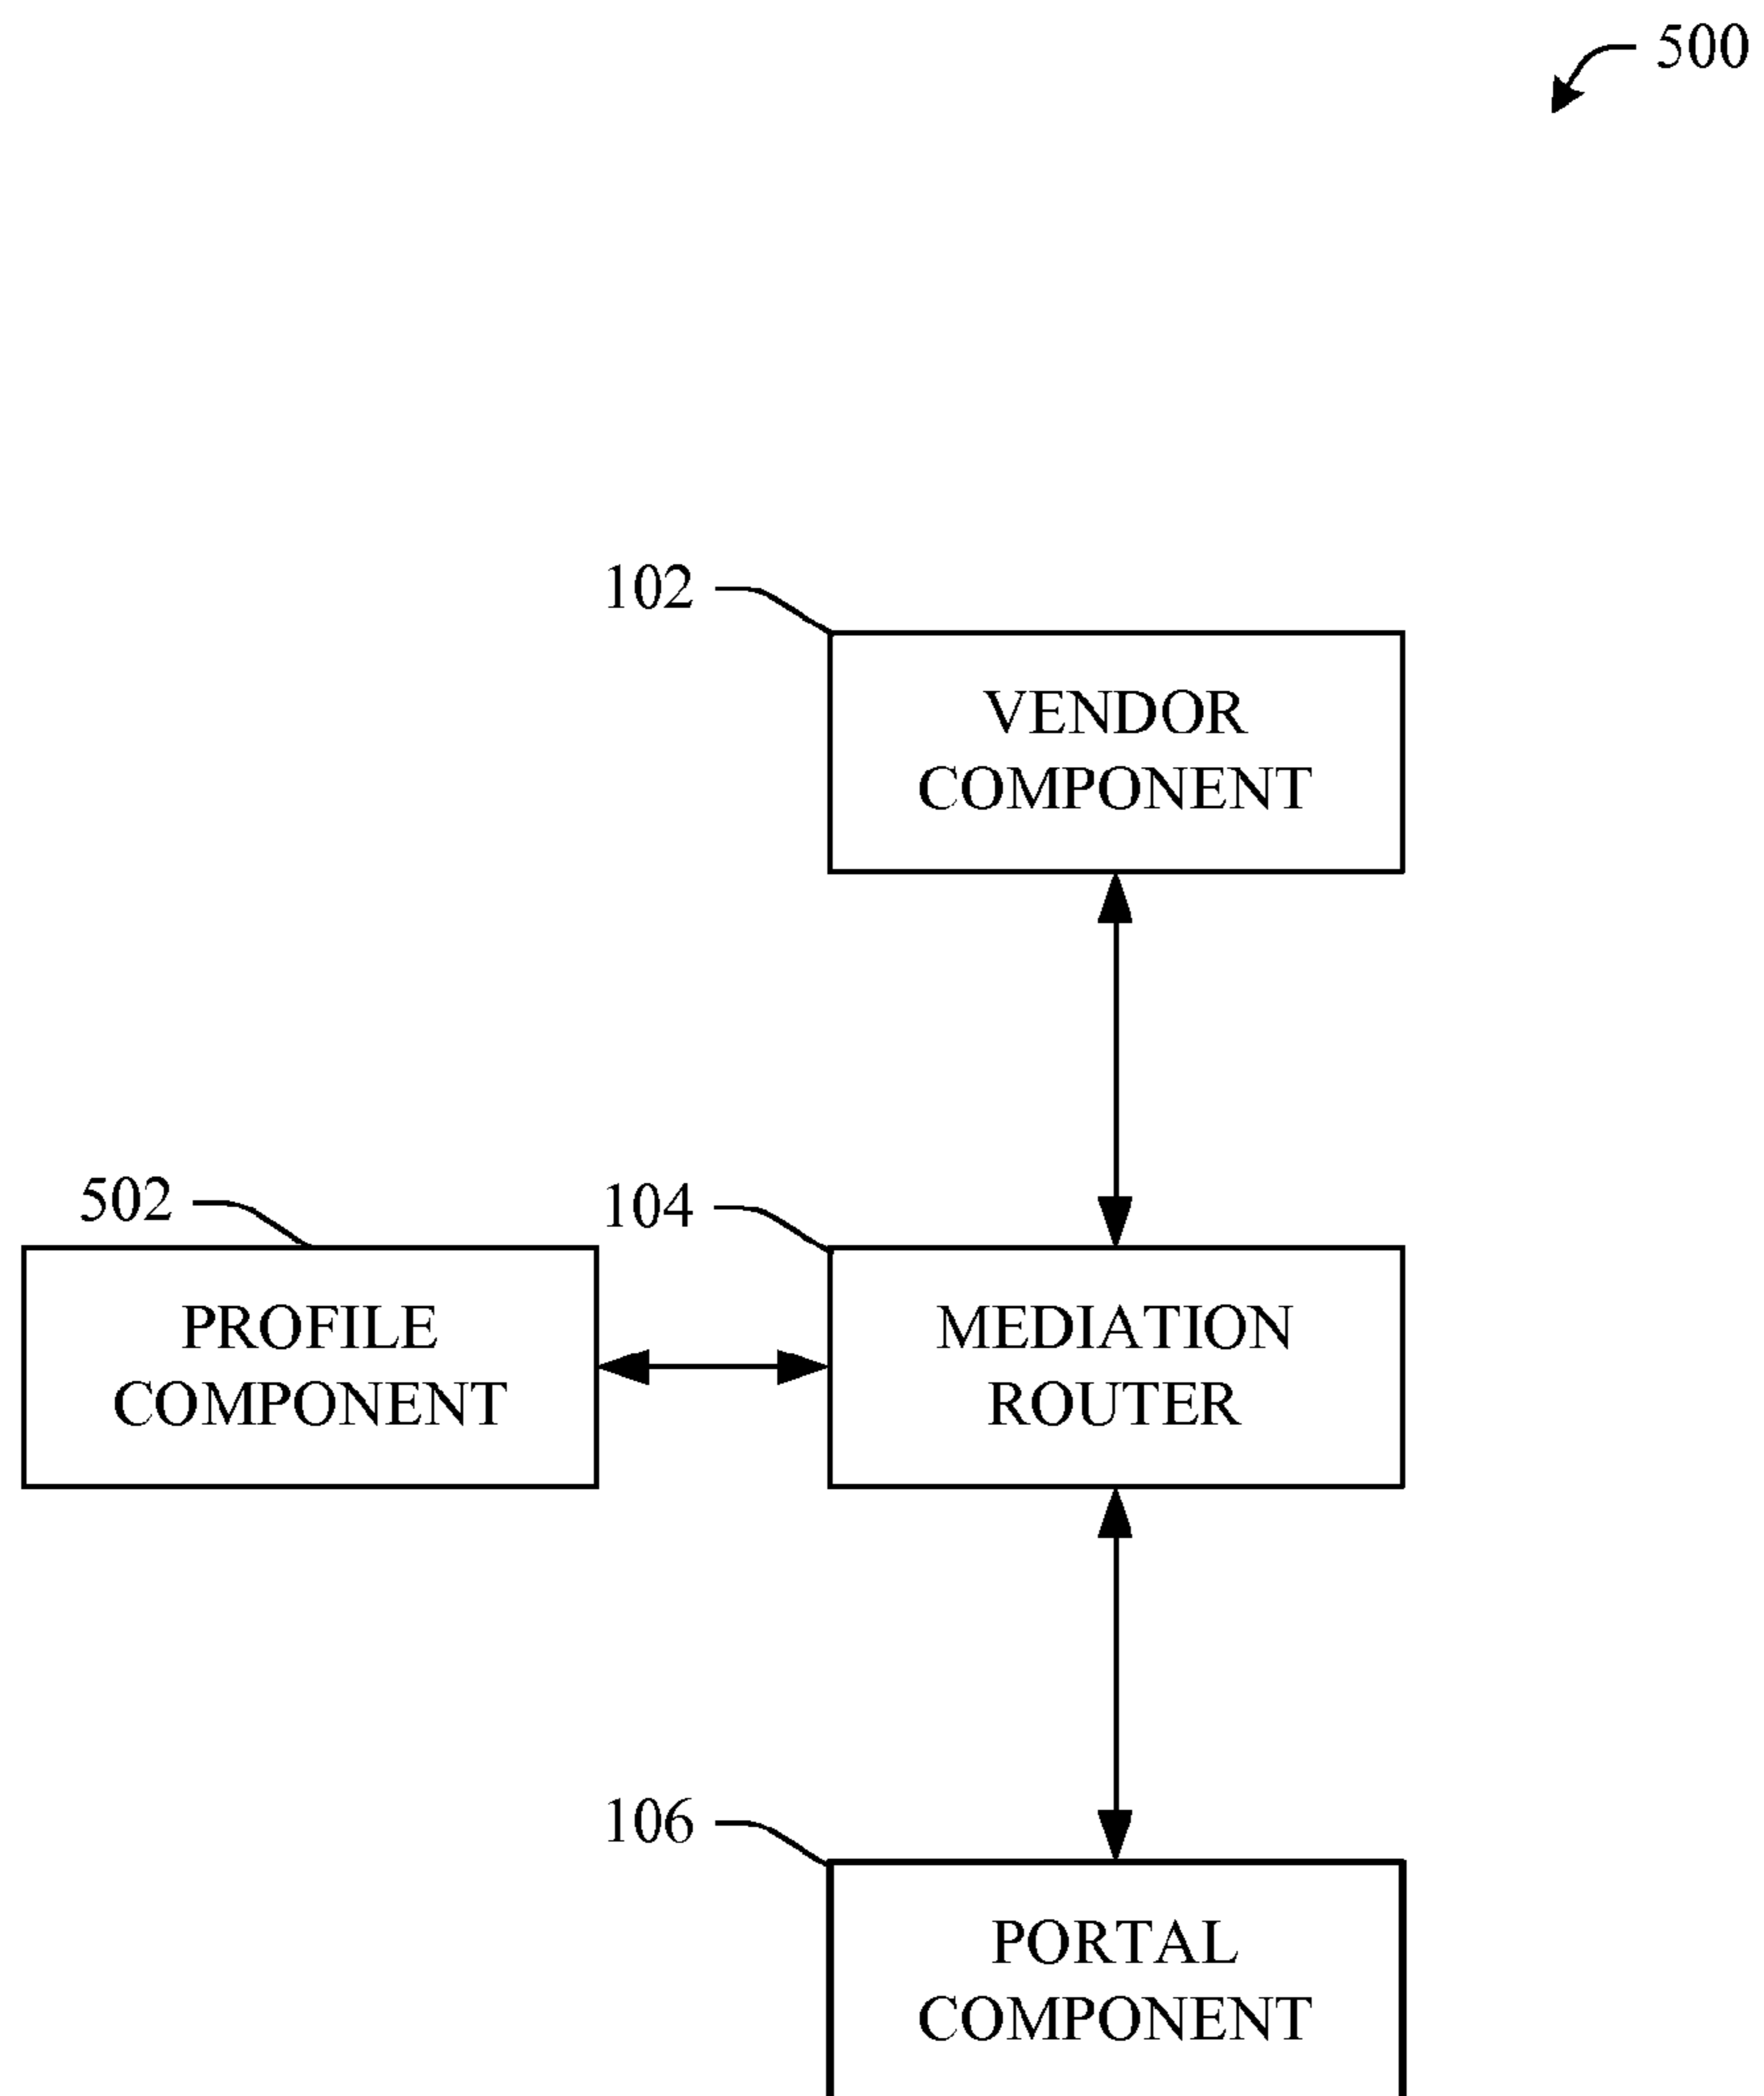 500
102
VENDOR
COMPONENT
502
104
PROFILE
COMPONENT
MEDIATION
ROUTER
106
PORTAL
COMPONENT